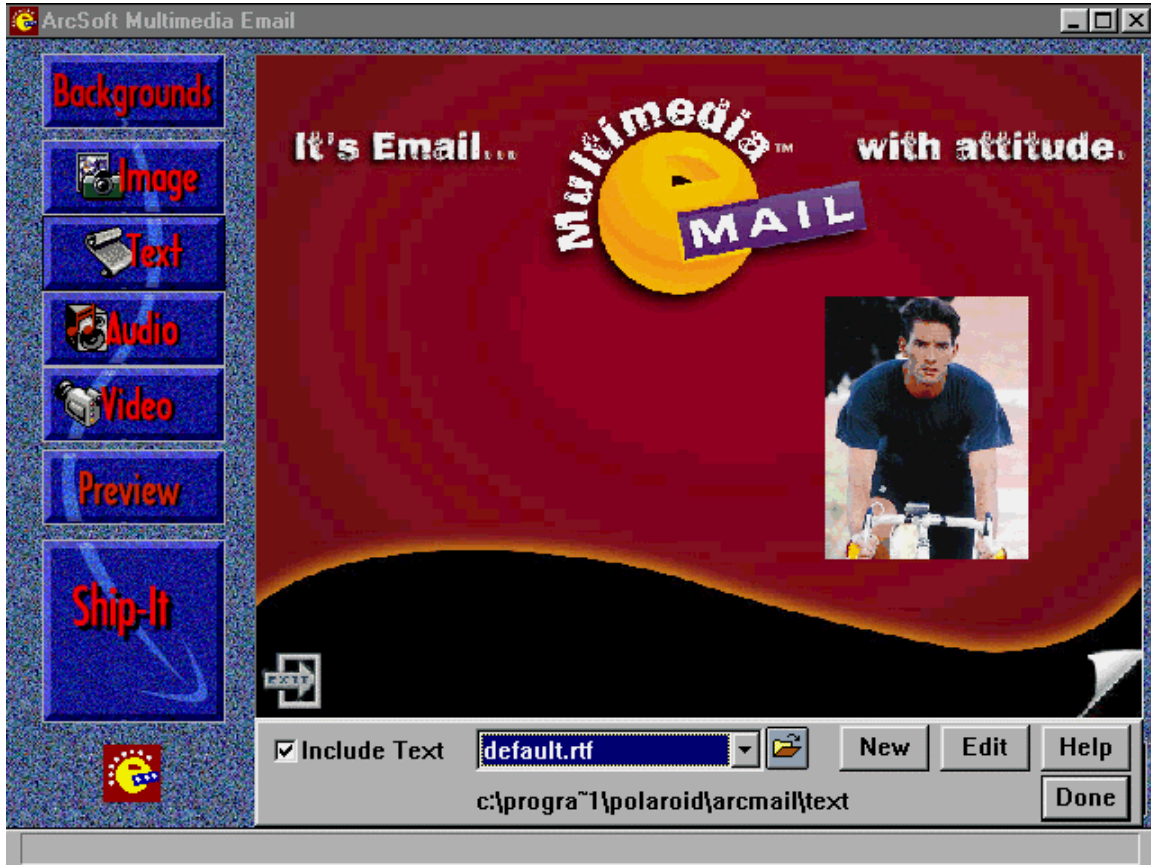 ArcSoft Multimedia Email
Backgrounds
Image
Text
Audio
Video
Preview
Ship-It
It's Email...
Multimedia™
e MAIL
with attitude.
EXIT
Include Text
default.rtf
New
Edit
Help
c:\progra~1\polaroid\arcmail\text
Done